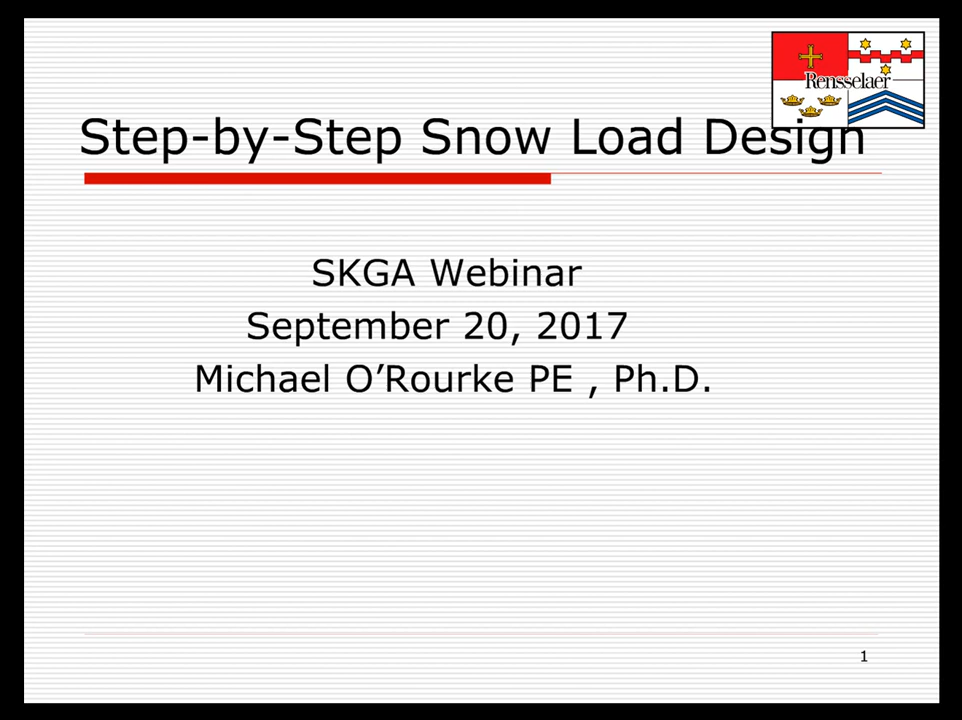 Rensselaer
Step-by-Step Snow Load Design
SKGA Webinar
September 20, 2017
Michael O’Rourke PE , Ph.D.
1